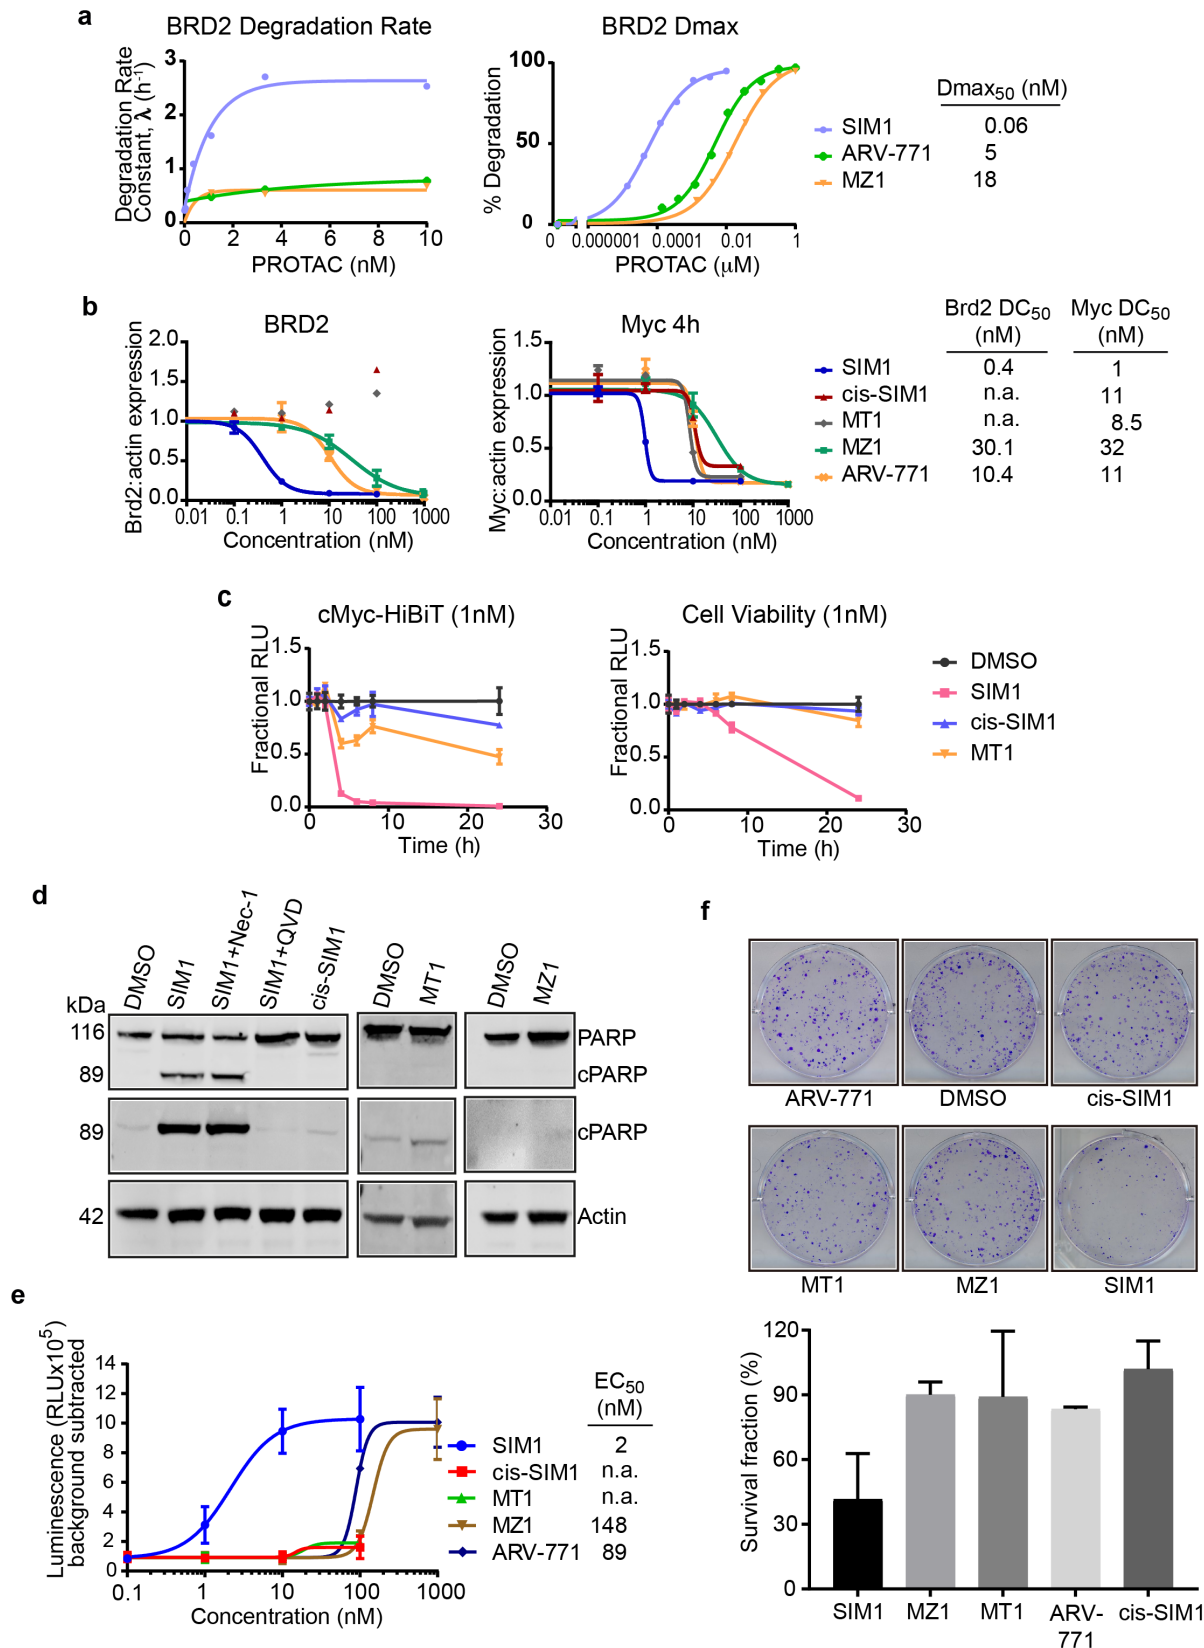 a
BRD2 Degradation Rate
Degradation Rate
Constant, λ (h-1)
3
2
1
0
0 2 4 6 8 10
PROTAC (nM)
BRD2 Dmax
% Degradation
100
50
0
0 0.000001 0.0001 0.01 1
PROTAC (μM)
Dmax50 (nM)
SIM1 0.06
ARV-771 5
MZ1 18
b
BRD2
Brd2:actin expression
2.0
1.5
1.0
0.5
0.0
0.01 0.1 1 10 100 1000
Concentration (nM)
Myc 4h
Myc:actin expression
1.5
1.0
0.5
0.0
0.01 0.1 1 10 100 1000
Concentration (nM)
Brd2 DC50 (nM) Myc DC50 (nM)
SIM1 0.4 1
cis-SIM1 n.a. 11
MT1 n.a. 8.5
MZ1 30.1 32
ARV-771 10.4 11
c
cMyc-HiBiT (1nM)
Fractional RLU
1.5
1.0
0.5
0.0
0 10 20 30
Time (h)
Cell Viability (1nM)
Fractional RLU
1.5
1.0
0.5
0.0
0 10 20 30
Time (h)
DMSO
SIM1
cis-SIM1
MT1
d
DMSO SIM1 SIM1+Nec-1 SIM1+QVD cis-SIM1 DMSO MT1 DMSO MZ1
kDa
116 PARP
89 cPARP
89 cPARP
42 Actin
e
Luminescence (RLUx105)
background subtracted
14
12
10
8
6
4
2
0
0.1 1 10 100 1000
Concentration (nM)
EC50
(nM)
SIM1 2
cis-SIM1 n.a.
MT1 n.a.
MZ1 148
ARV-771 89
f
ARV-771 DMSO cis-SIM1
MT1 MZ1 SIM1
Survival fraction (%)
120
90
60
30
0
SIM1 MZ1 MT1 ARV-771 cis-SIM1